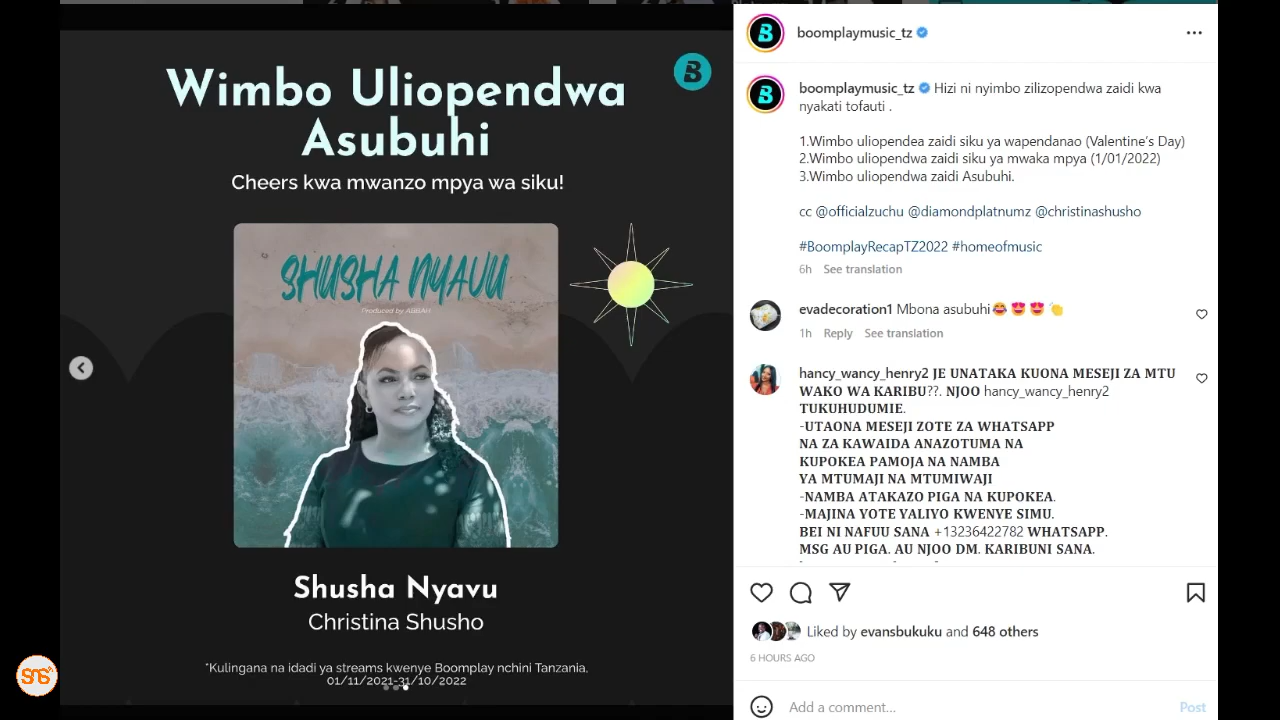 Wimbo Uliopendwa
Asubuhi
Cheers kwa mwanzo mpya wa siku!
SHUSHA NYAVU
Produced by ABBAH
Shusha Nyavu
Christina Shusho
*Kulingana na idadi ya streams kwenye Boomplay nchini Tanzania,
01/11/2021-31/10/2022
SNS
boomplaymusic_tz
boomplaymusic_tz Hizi ni nyimbo zilizopendwa zaidi kwa
nyakati tofauti .
1.Wimbo uliopendea zaidi siku ya wapendanao (Valentine's Day)
2.Wimbo uliopendwa zaidi siku ya mwaka mpya (1/01/2022)
3.Wimbo uliopendwa zaidi Asubuhi.
cc @officialzuchu @diamondplatnumz @christinashusho
#BoomplayRecapTZ2022 #homeofmusic
6h See translation
evadecoration1 Mbona asubuhi😂😍😍👏
1h Reply See translation
hancy_wancy_henry2 JE UNATAKA KUONA MESEJI ZA MTU
WAKO WA KARIBU??. NJOO hancy_wancy_henry2
TUKUHUDUMIE.
-UTAONA MESEJI ZOTE ZA WHATSAPP
NA ZA KAWAIDA ANAZOTUMA NA
KUPOKEA PAMOJA NA NAMBA
YA MTUMAJI NA MTUMIWAJI
-NAMBA ATAKAZO PIGA NA KUPOKEA.
-MAJINA YOTE YALIYO KWENYE SIMU.
BEI NI NAFUU SANA +13236422782 WHATSAPP.
MSG AU PIGA. AU NJOO DM. KARIBUNI SANA.
Liked by evansbukuku and 648 others
6 HOURS AGO
Add a comment...
Post